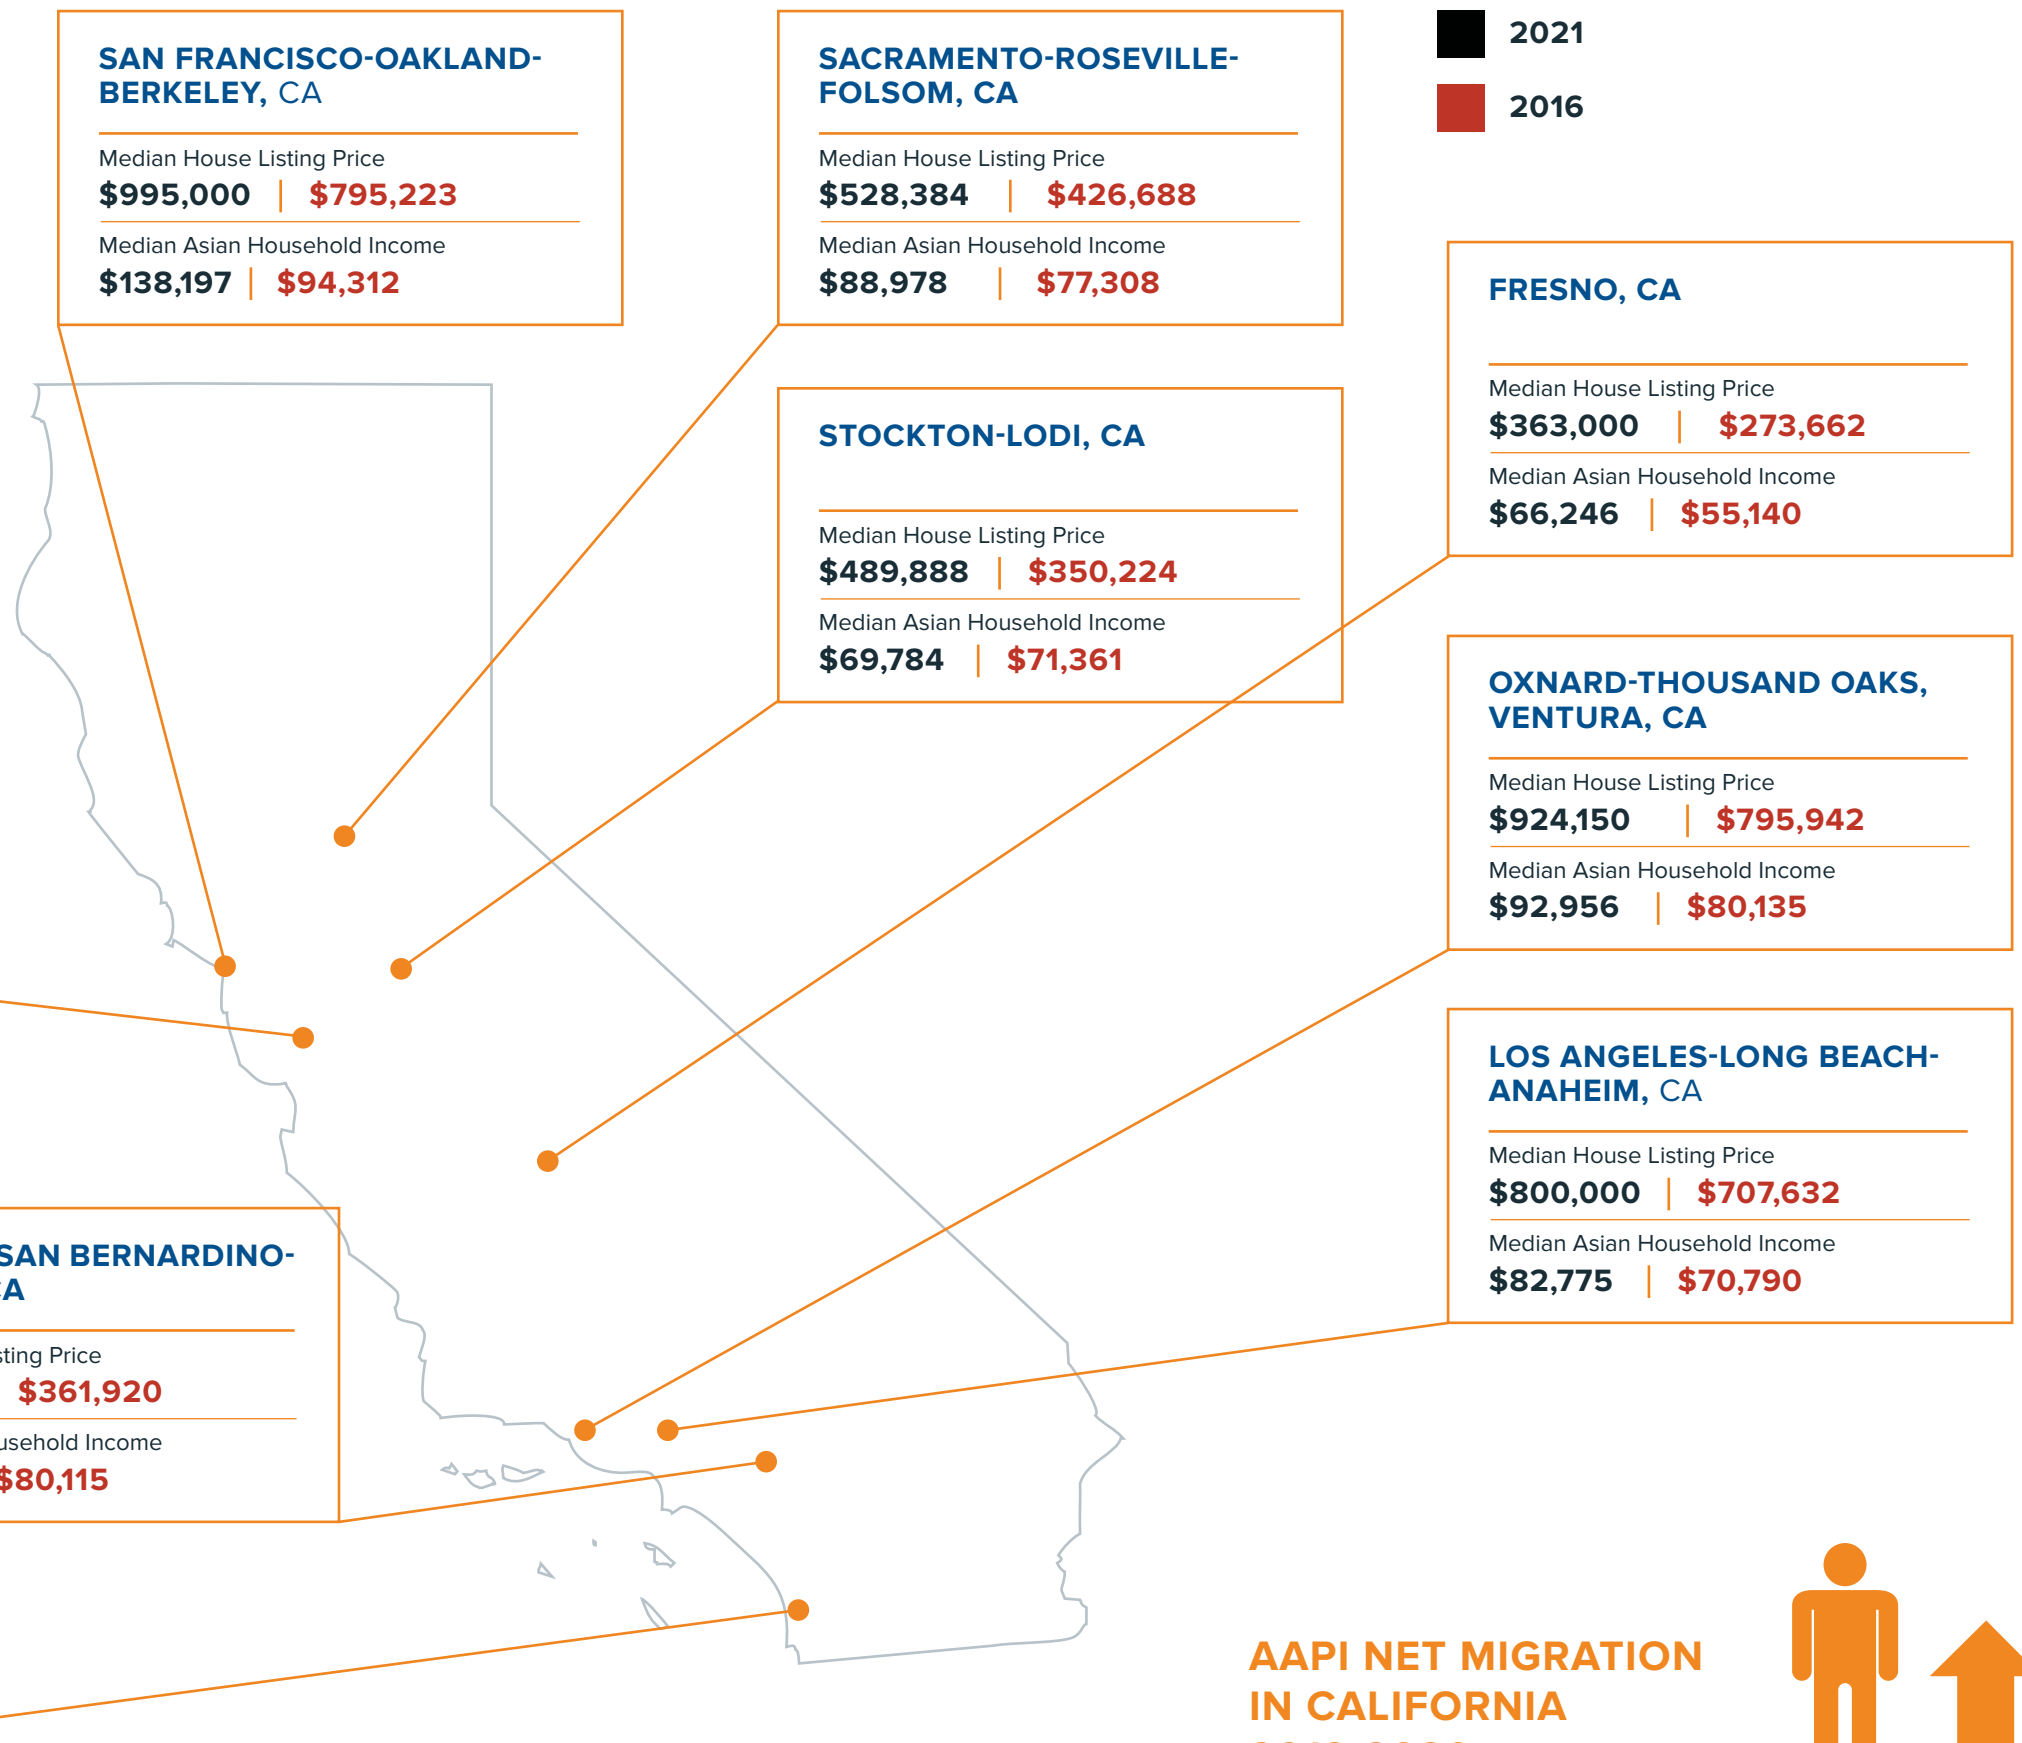 SAN FRANCISCO-OAKLAND-
BERKELEY, CA
Median House Listing Price
$995,000 | $795,223
Median Asian Household Income
$138,197 | $94,312
SACRAMENTO-ROSEVILLE-
FOLSOM, CA
Median House Listing Price
$528,384 | $426,688
Median Asian Household Income
$88,978 | $77,308
2021
2016
STOCKTON-LODI, CA
Median House Listing Price
$489,888 | $350,224
Median Asian Household Income
$69,784 | $71,361
FRESNO, CA
Median House Listing Price
$363,000 | $273,662
Median Asian Household Income
$66,246 | $55,140
OXNARD-THOUSAND OAKS,
VENTURA, CA
Median House Listing Price
$924,150 | $795,942
Median Asian Household Income
$92,956 | $80,135
LOS ANGELES-LONG BEACH-
ANAHEIM, CA
Median House Listing Price
$800,000 | $707,632
Median Asian Household Income
$82,775 | $70,790
SAN BERNARDINO-
CA
Price
$361,920
Income
$80,115
AAPI NET MIGRATION
IN CALIFORNIA